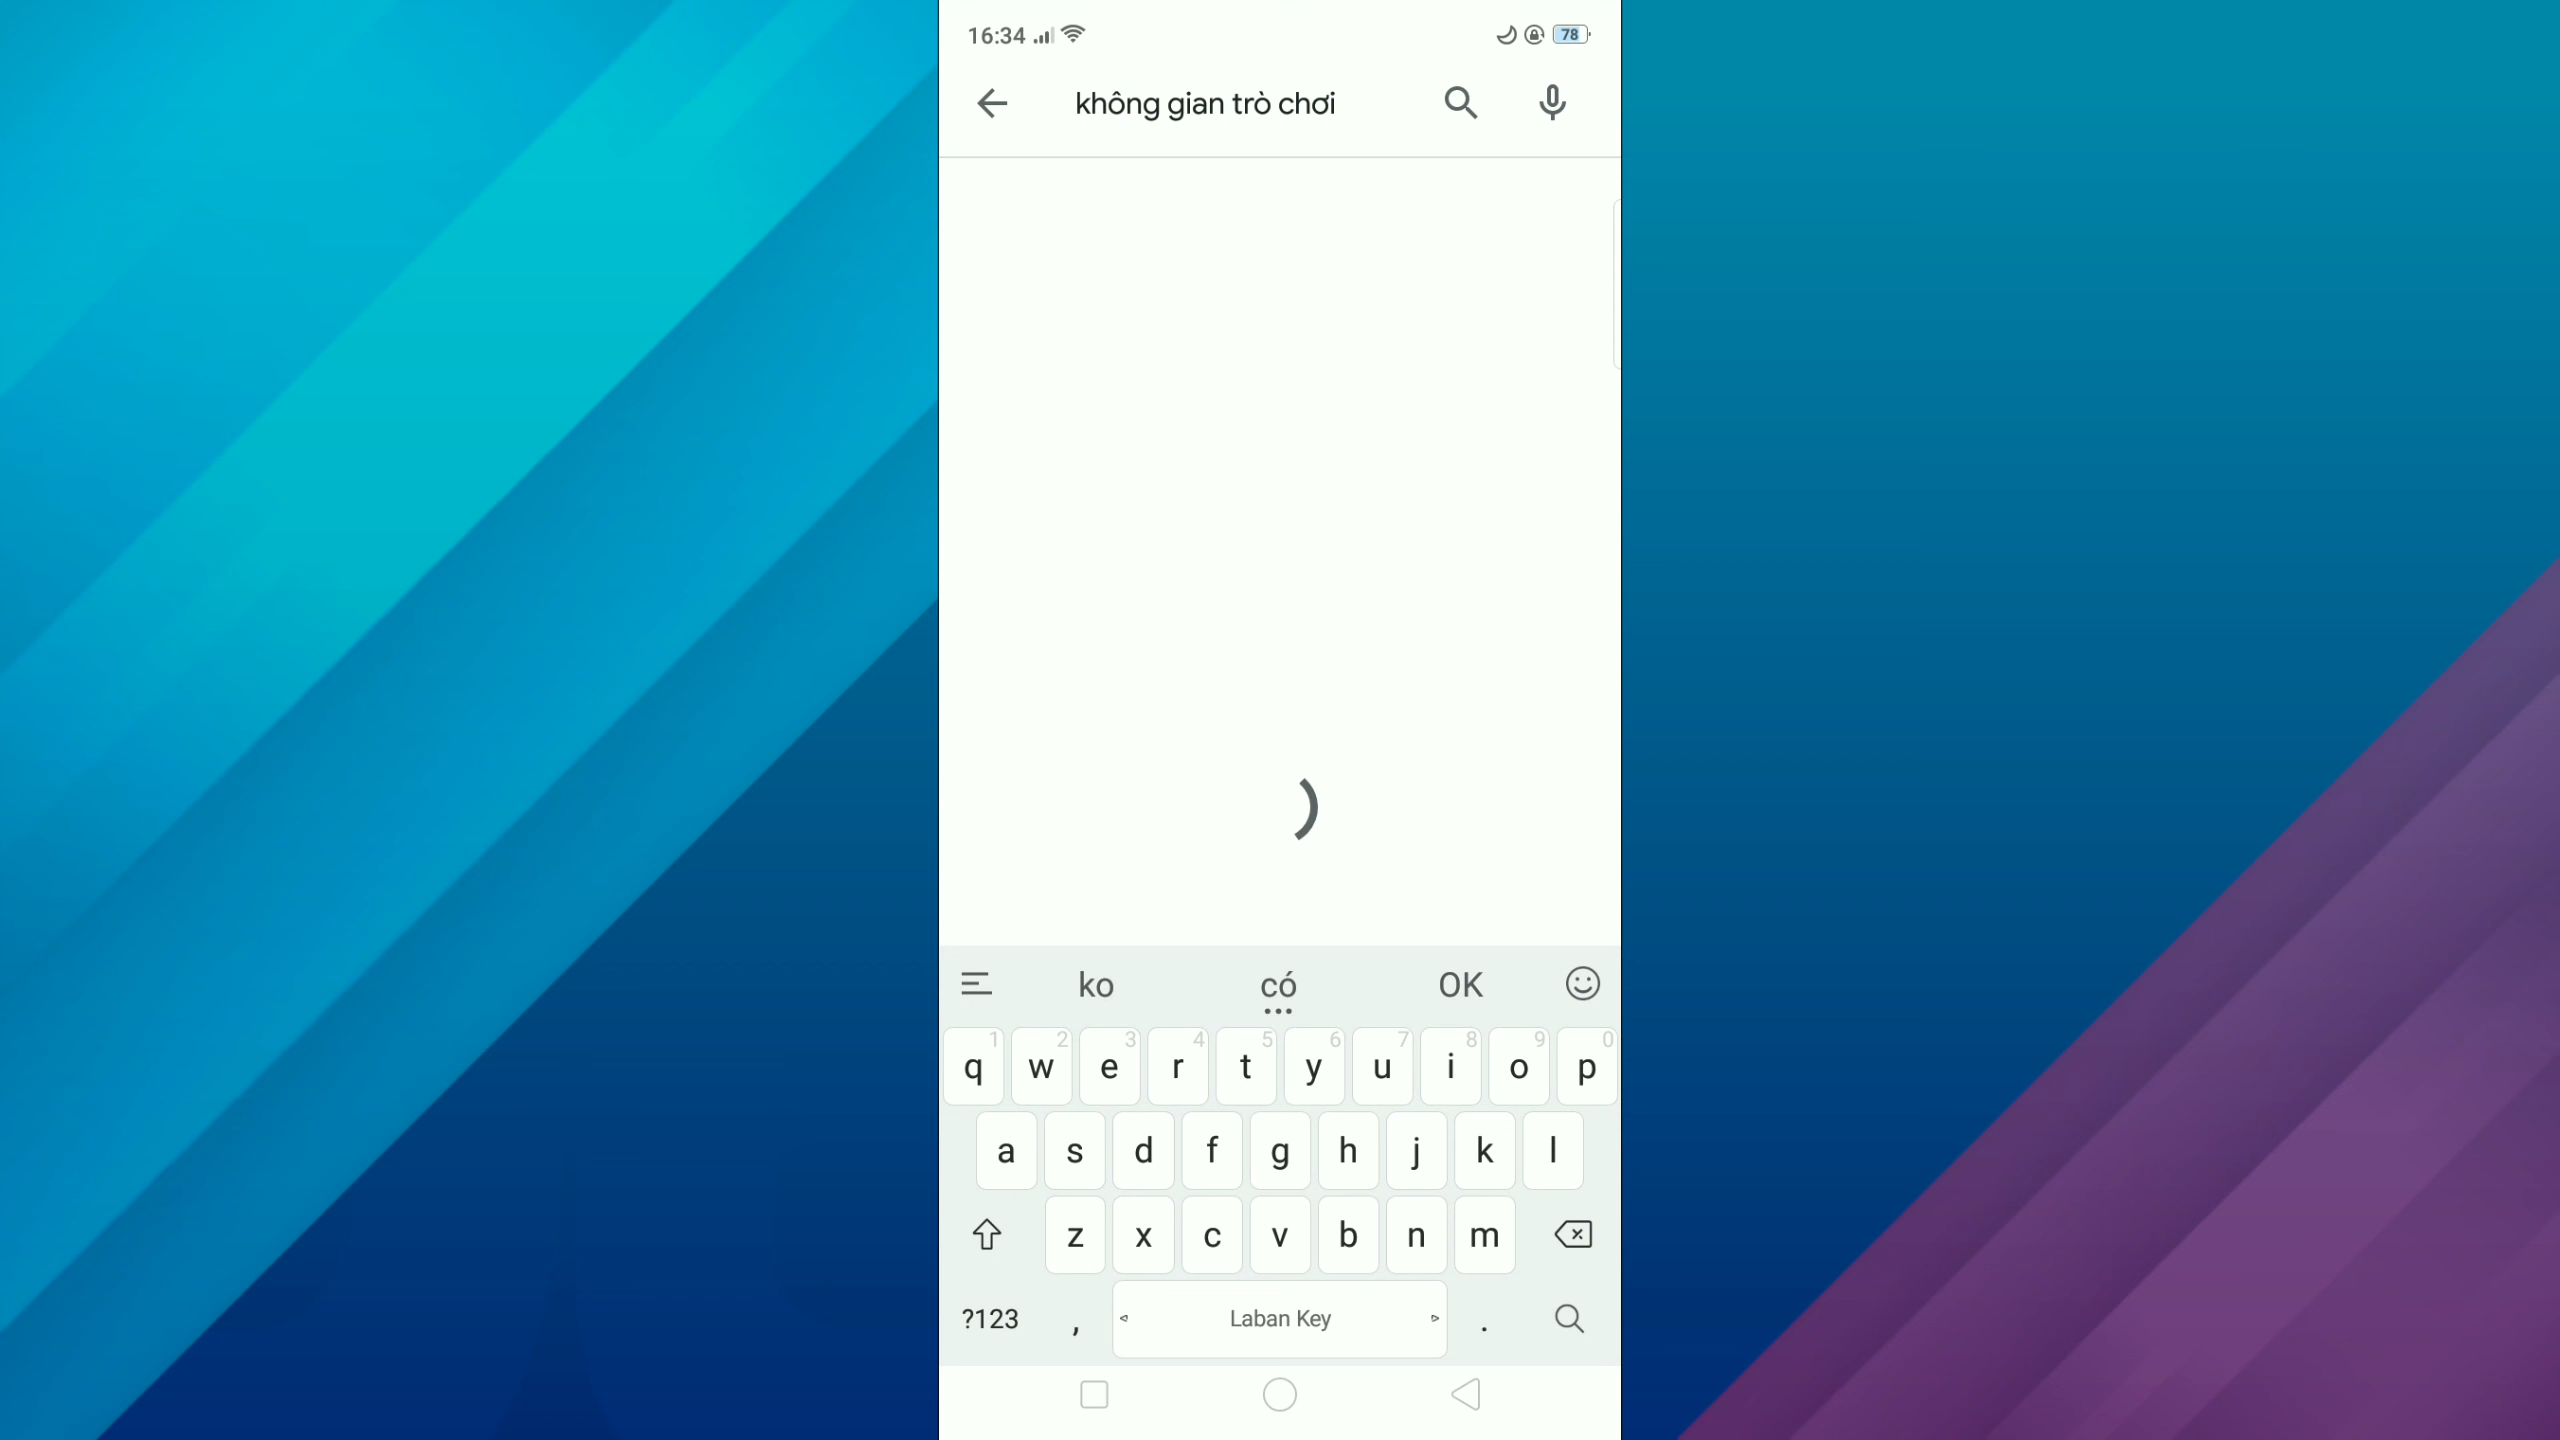 16:34 78
không gian trò chơi
ko có OK
1 2 3 4 5 6 7 8 9 0
q w e r t y u i o p
a s d f g h j k l
z x c v b n m
?123 , Laban Key .